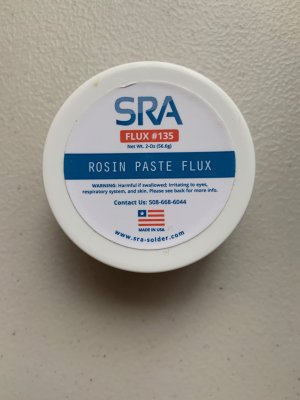 SRA
FLUX #135
Net Wt. 2-Oz (56.6g)
ROSIN PASTE FLUX
WARNING: Harmful if swallowed; irritating to eyes,
respiratory system, and skin. Please see back for more info.
Contact Us: 508-668-6044
MADE IN USA
www.sra-solder.com